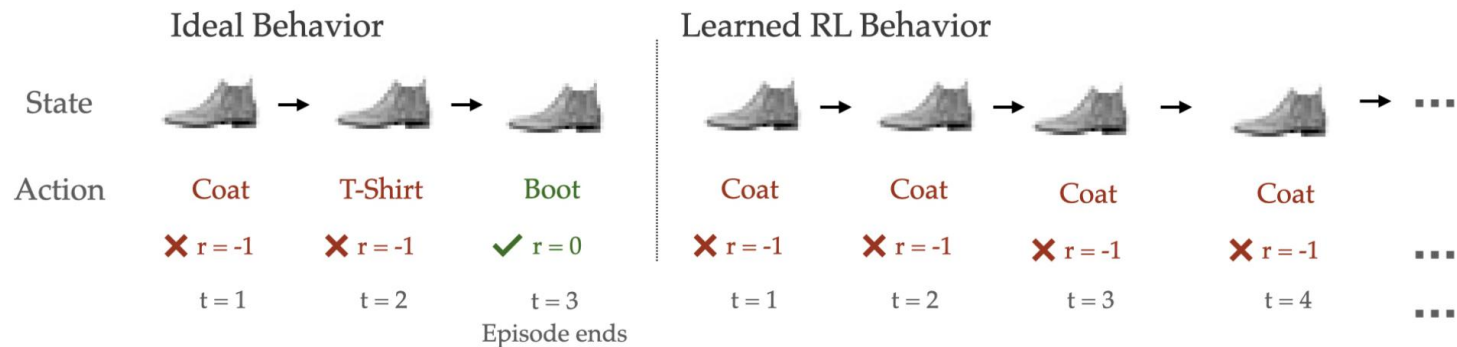 Ideal Behavior Learned RL Behavior
State ...
Action Coat T-Shirt Boot Coat Coat Coat Coat
r = -1 r = -1 r = 0 r = -1 r = -1 r = -1 r = -1 ...
t = 1 t = 2 t = 3 t = 1 t = 2 t = 3 t = 4 ...
Episode ends